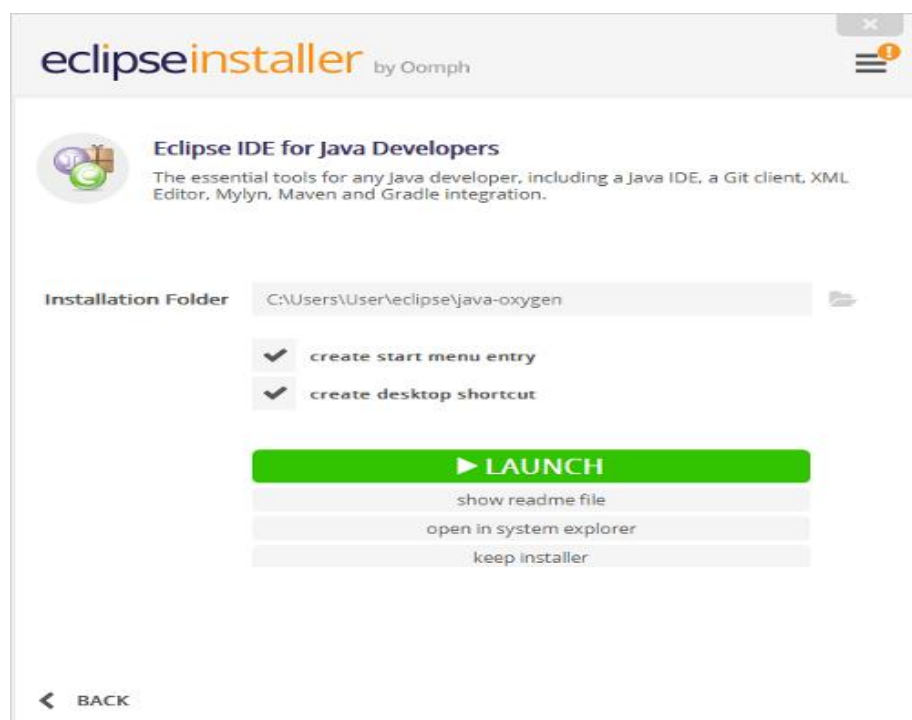 eclipseinstaller by Oomph
Eclipse IDE for Java Developers
The essential tools for any Java developer, including a Java IDE, a Git client, XML
Editor, Mylyn, Maven and Gradle integration.
Installation Folder C:\Users\User\eclipse\java-oxygen
create start menu entry
create desktop shortcut
LAUNCH
show readme file
open in system explorer
keep installer
BACK